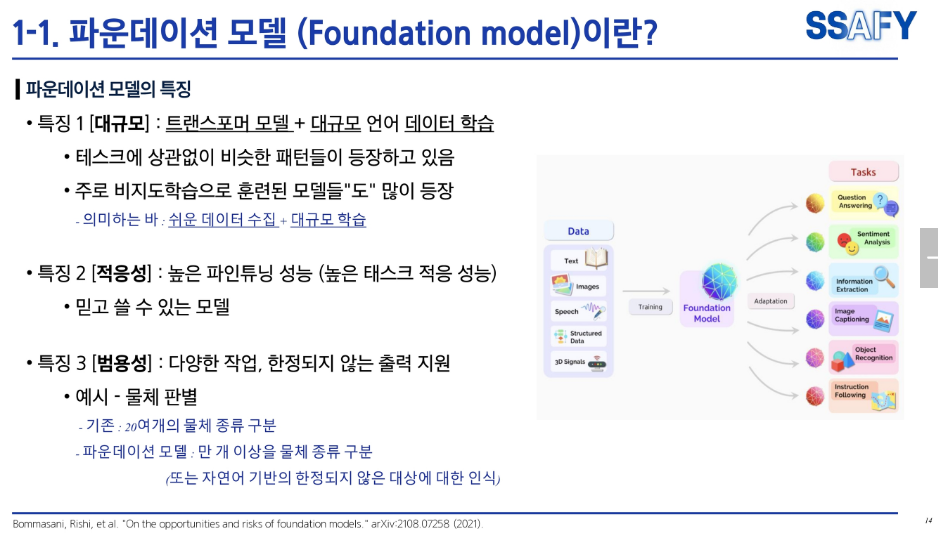 1-1. 파운데이션 모델 (Foundation model)이란?
SSAFY
파운데이션 모델의 특징
• 특징 1 [대규모] : 트랜스포머 모델 + 대규모 언어 데이터 학습
• 테스크에 상관없이 비슷한 패턴들이 등장하고 있음
• 주로 비지도학습으로 훈련된 모델들"도" 많이 등장
- 의미하는 바 : 쉬운 데이터 수집 + 대규모 학습
• 특징 2 [적응성] : 높은 파인튜닝 성능 (높은 태스크 적응 성능)
• 믿고 쓸 수 있는 모델
• 특징 3 [범용성] : 다양한 작업, 한정되지 않는 출력 지원
• 예시 - 물체 판별
- 기존 : 20여개의 물체 종류 구분
- 파운데이션 모델 : 만 개 이상을 물체 종류 구분
(또는 자연어 기반의 한정되지 않은 대상에 대한 인식)
Data
Text
Images
Speech
Structured
Data
3D Signals
Training
Foundation
Model
Adaptation
Tasks
Question
Answering
Sentiment
Analysis
Information
Extraction
Image
Captioning
Object
Recognition
Instruction
Following
Bommasani, Rishi, et al. "On the opportunities and risks of foundation models." arXiv:2108.07258 (2021).
14